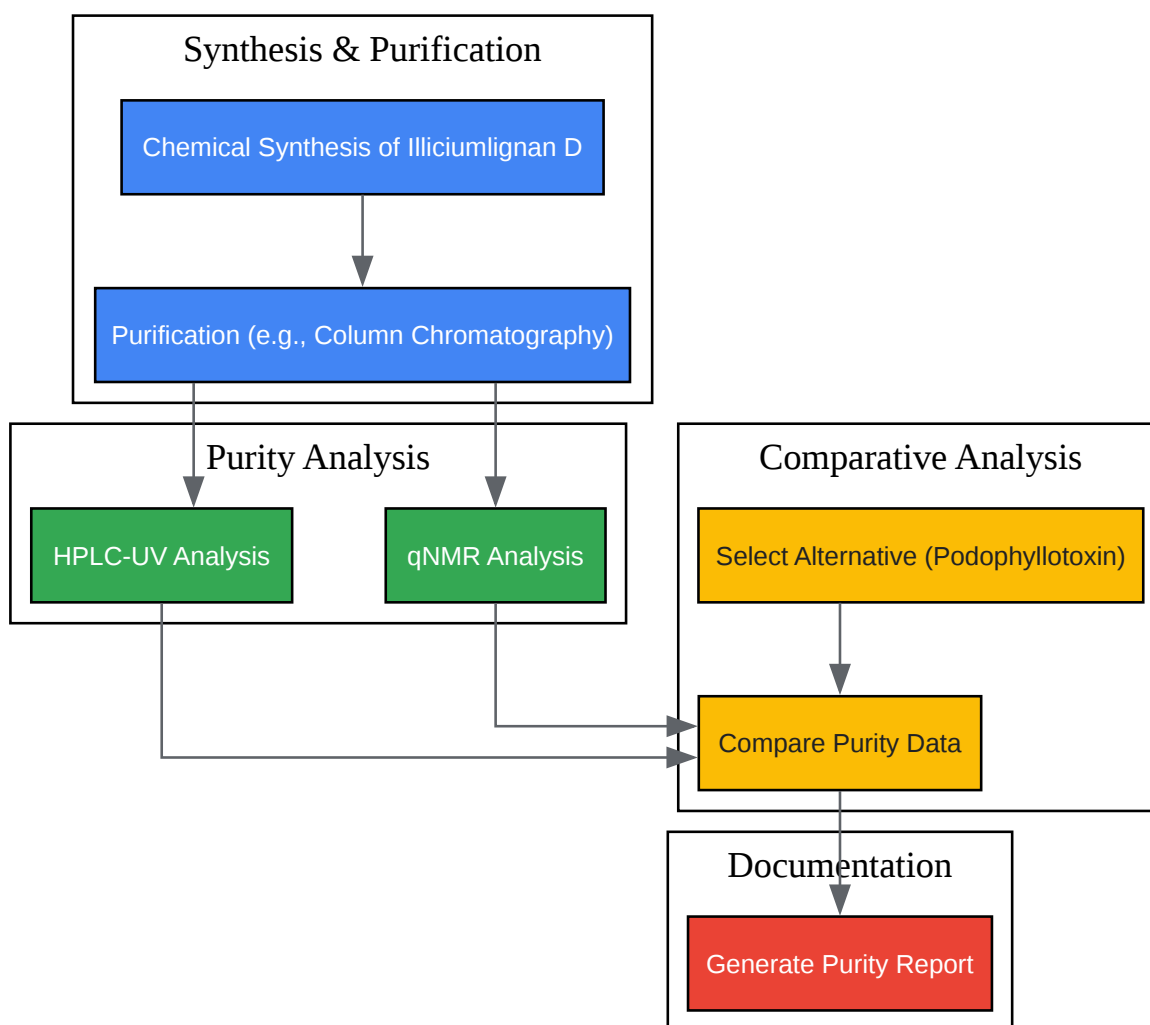 Synthesis & Purification
Chemical Synthesis of Illiciumlignan D
Purification (e.g., Column Chromatography)
Purity Analysis
HPLC-UV Analysis
qNMR Analysis
Comparative Analysis
Select Alternative (Podophyllotoxin)
Compare Purity Data
Documentation
Generate Purity Report